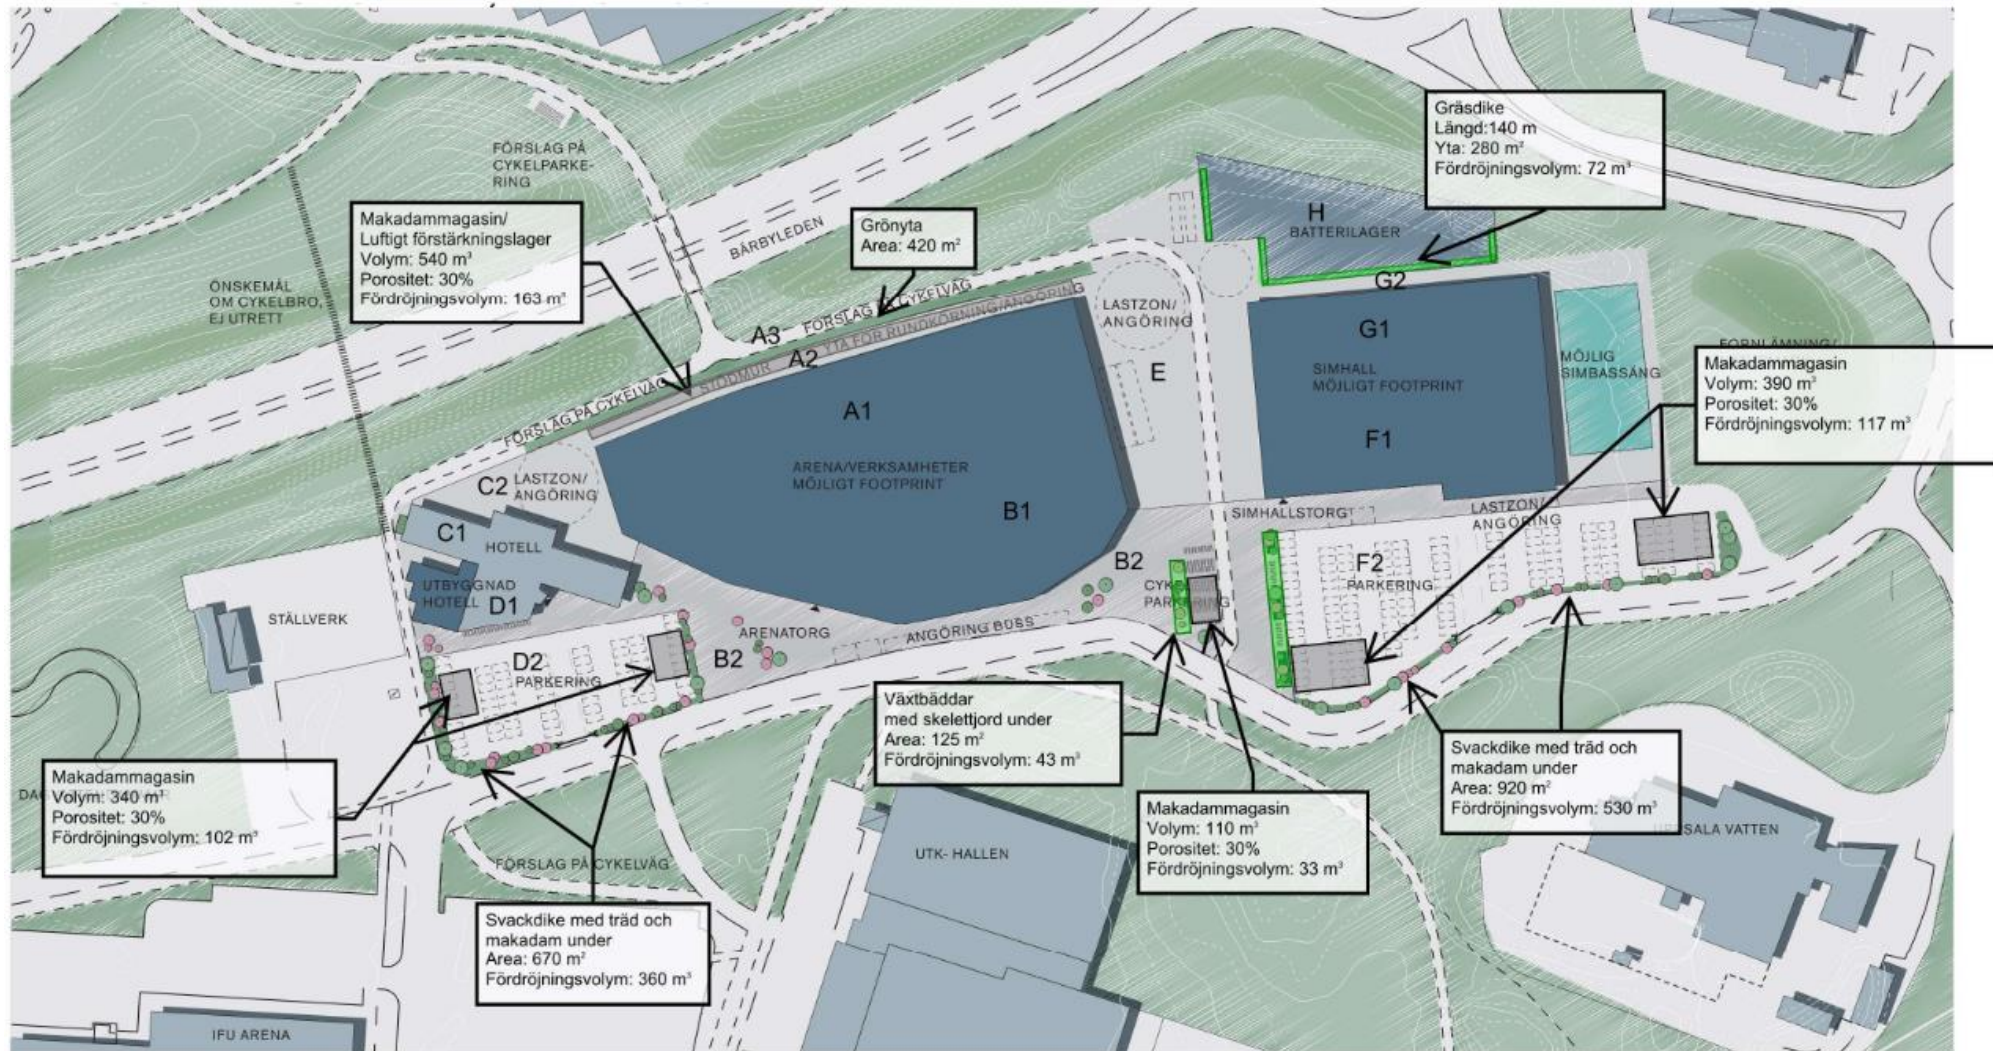 Gräsdike
Längd:140 m
Yta: 280 m²
Fördröjningsvolym: 72 m³
FÖRSLAG PÅ
CYKELPARKE-
RING
H
BATTERILAGER
Makadammagasin/
Luftigt förstärkningslager
Volym: 540 m³
Porositet: 30%
Fördröjningsvolym: 163 m³
Grönyta
Area: 420 m²
BÄRBYLEDEN
ÖNSKEMÅL
OM CYKELBRO,
EJ UTRETT
G2
FÖRSLAG PÅ CYKELVÄG
YTA FÖR RUNDKÖRNING/ANGÖRING
LASTZON/
ANGÖRING
A3
A2
STÖDMUR
G1
SIMHALL
MÖJLIGT FOOTPRINT
MÖJLIG
SIMBASSÄNG
FORNLÄMNING/
Makadammagasin
Volym: 390 m³
Porositet: 30%
Fördröjningsvolym: 117 m³
E
FÖRSLAG PÅ CYKELVÄG
A1
F1
ARENA/VERKSAMHETER
MÖJLIGT FOOTPRINT
C2
LASTZON/
ANGÖRING
B1
SIMHALLSTORG
LASTZON/
ANGÖRING
C1
HOTELL
B2
F2
PARKERING
UTBYGGNAD
HOTELL
D1
CYKEL
PARKERING
STÄLLVERK
ARENATORG
ANGÖRING BUSS
B2
D2
PARKERING
Växtbäddar
med skelettjord under
Area: 125 m²
Fördröjningsvolym: 43 m³
Svackdike med träd och
makadam under
Area: 920 m²
Fördröjningsvolym: 530 m³
Makadammagasin
Volym: 340 m³
Porositet: 30%
Fördröjningsvolym: 102 m³
Makadammagasin
Volym: 110 m³
Porositet: 30%
Fördröjningsvolym: 33 m³
UPPSALA VATTEN
UTK- HALLEN
FÖRSLAG PÅ CYKELVÄG
Svackdike med träd och
makadam under
Area: 670 m²
Fördröjningsvolym: 360 m³
IFU ARENA